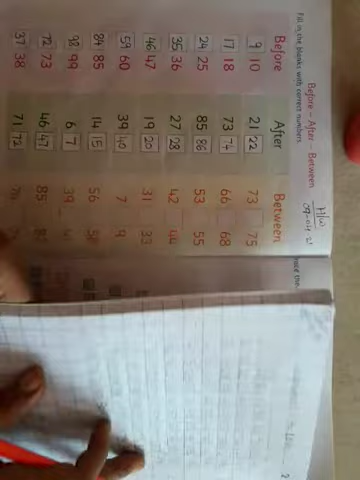 Before - After - Between
H/W
Fill in the blanks with correct numbers.
Before After Between
9 10 21 22 73 75
17 18 73 74 66 68
24 25 85 86 53 55
35 36 27 28 42 44
46 47 19 20 31 33
59 60 39 40 7 9
84 85 14 15 56 58
98 99 6 7 39
72 73 46 47 85
37 38 71 72